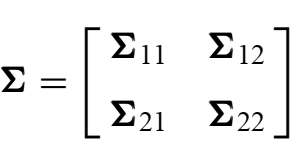 𝚺 = [ 𝚺₁₁ 𝚺₁₂
𝚺₂₁ 𝚺₂₂ ]